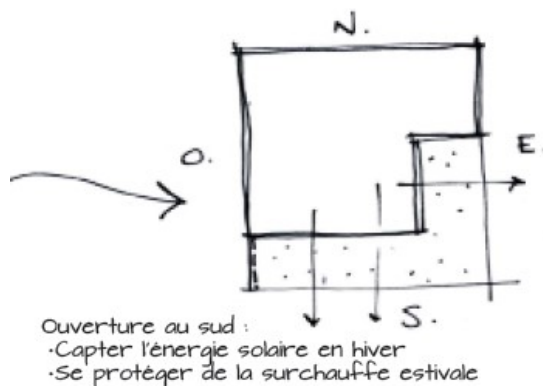 N.
O.
E.
S.
Ouverture au sud :
•Capter l'énergie solaire en hiver
•Se protéger de la surchauffe estivale